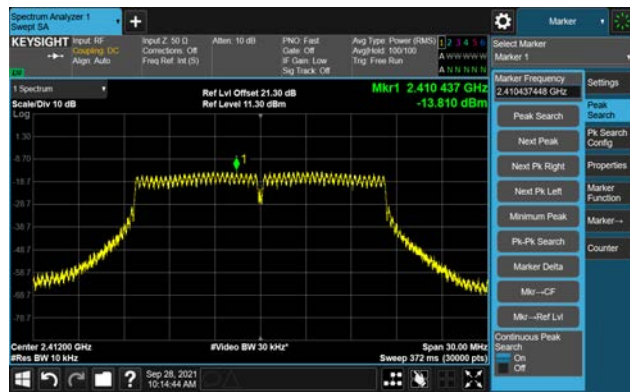 Spectrum Analyzer 1
Swept SA
Marker
KEYSIGHT
Input: RF
Coupling: DC
Align: Auto
Input Z: 50 Ω
Corrections: Off
Freq Ref: Int (S)
Atten: 10 dB
PNO: Fast
Gate: Off
IF Gain: Low
Sig Track: Off
Avg Type: Power (RMS)
Avg|Hold: 100/100
Trig: Free Run
1 2 3 4 5 6
A W W W W W
A N N N N N
Select Marker
Marker 1
1 Spectrum
Scale/Div 10 dB
Log
Ref Lvl Offset 21.30 dB
Ref Level 11.30 dBm
Mkr1 2.410 437 GHz
-13.810 dBm
1.30
-8.70
-18.7
-28.7
-38.7
-48.7
-58.7
-68.7
-78.7
1
Center 2.41200 GHz
#Res BW 10 kHz
#Video BW 30 kHz*
Span 30.00 MHz
Sweep 372 ms (30000 pts)
Marker Frequency
2.410437448 GHz
Peak Search
Next Peak
Next Pk Right
Next Pk Left
Minimum Peak
Pk-Pk Search
Marker Delta
Mkr→CF
Mkr→Ref Lvl
Continuous Peak
Search
On
Off
Settings
Peak
Search
Pk Search
Config
Properties
Marker
Function
Marker→
Counter
?
Sep 28, 2021
10:14:44 AM